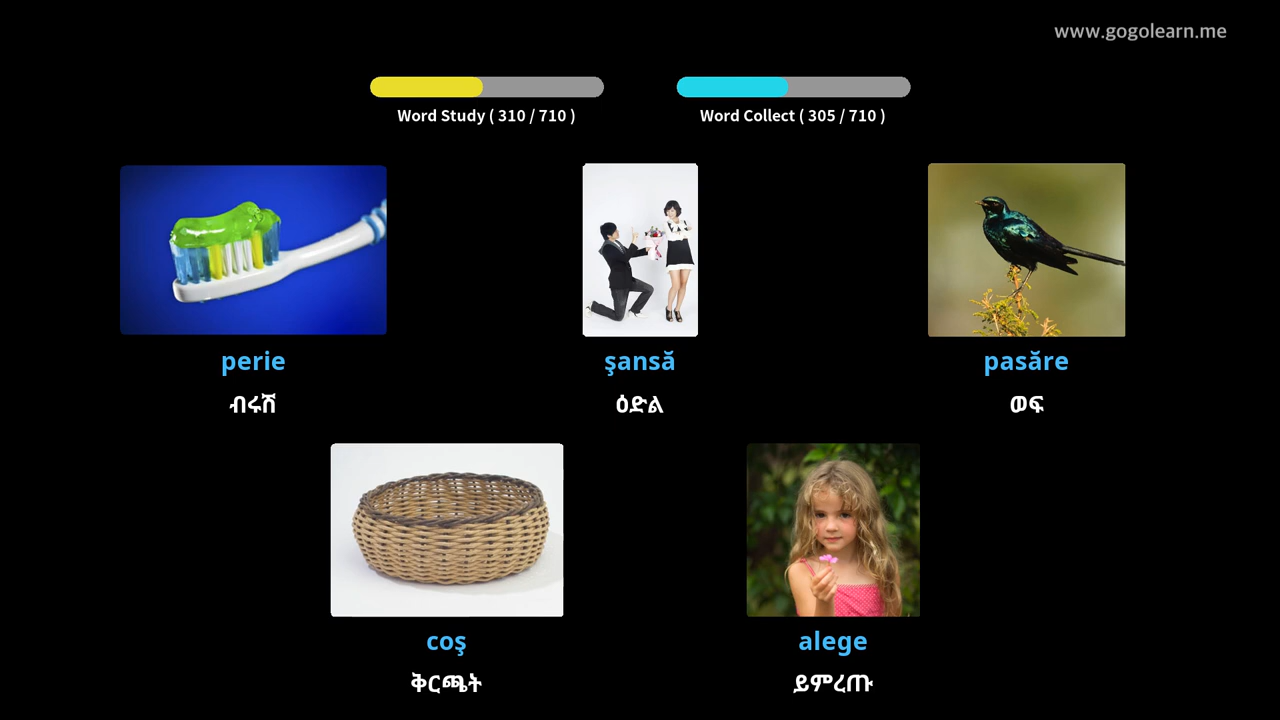 www.gogolearn.me
Word Study ( 310 / 710 )
Word Collect ( 305 / 710 )
perie
şansă
pasăre
ብሩሽ
ዕድል
ወፍ
coş
alege
ቅርጫት
ይምረጡ